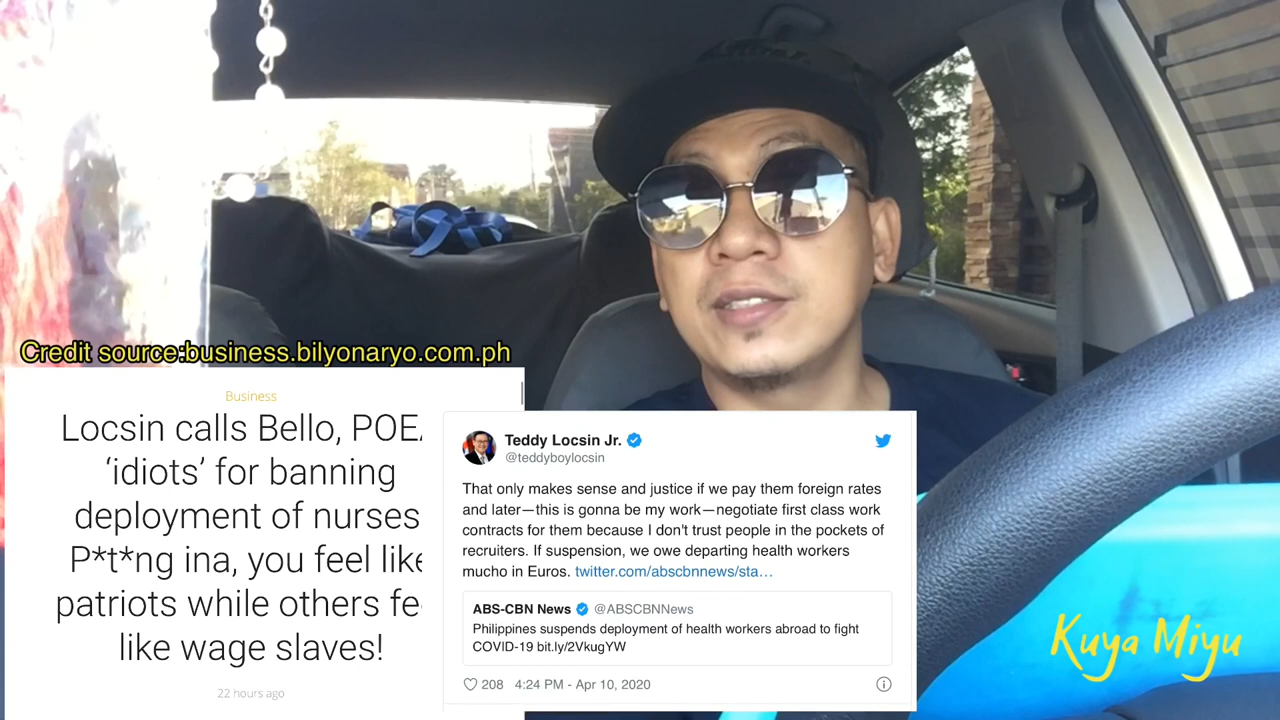 Credit source:business.bilyonaryo.com.ph
Business
Locsin calls Bello, POE
'idiots' for banning
deployment of nurses
P*t*ng ina, you feel like
patriots while others fe
like wage slaves!
22 hours ago
Teddy Locsin Jr.
@teddyboylocsin
That only makes sense and justice if we pay them foreign rates
and later—this is gonna be my work—negotiate first class work
contracts for them because I don't trust people in the pockets of
recruiters. If suspension, we owe departing health workers
mucho in Euros. twitter.com/abscbnnews/sta…
ABS-CBN News @ABSCBNNews
Philippines suspends deployment of health workers abroad to fight
COVID-19 bit.ly/2VkugYW
208 4:24 PM - Apr 10, 2020
Kuya Miyu